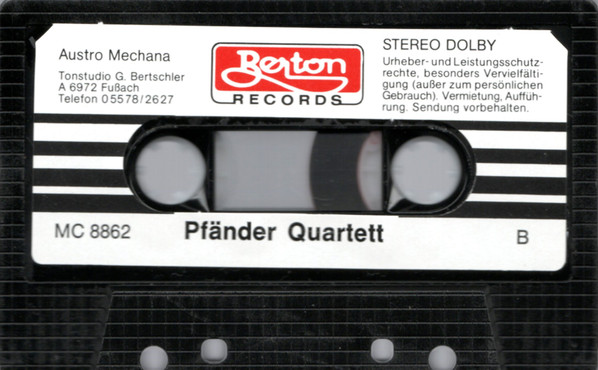 Austro Mechana
Tonstudio G. Bertschler
A 6972 Fußach
Telefon 05578/2627
Berton
RECORDS
STEREO DOLBY
Urheber- und Leistungsschutz-
rechte, besonders Vervielfälti-
gung (außer zum persönlichen
Gebrauch). Vermietung, Auffüh-
rung. Sendung vorbehalten.
MC 8862
Pfänder Quartett
B